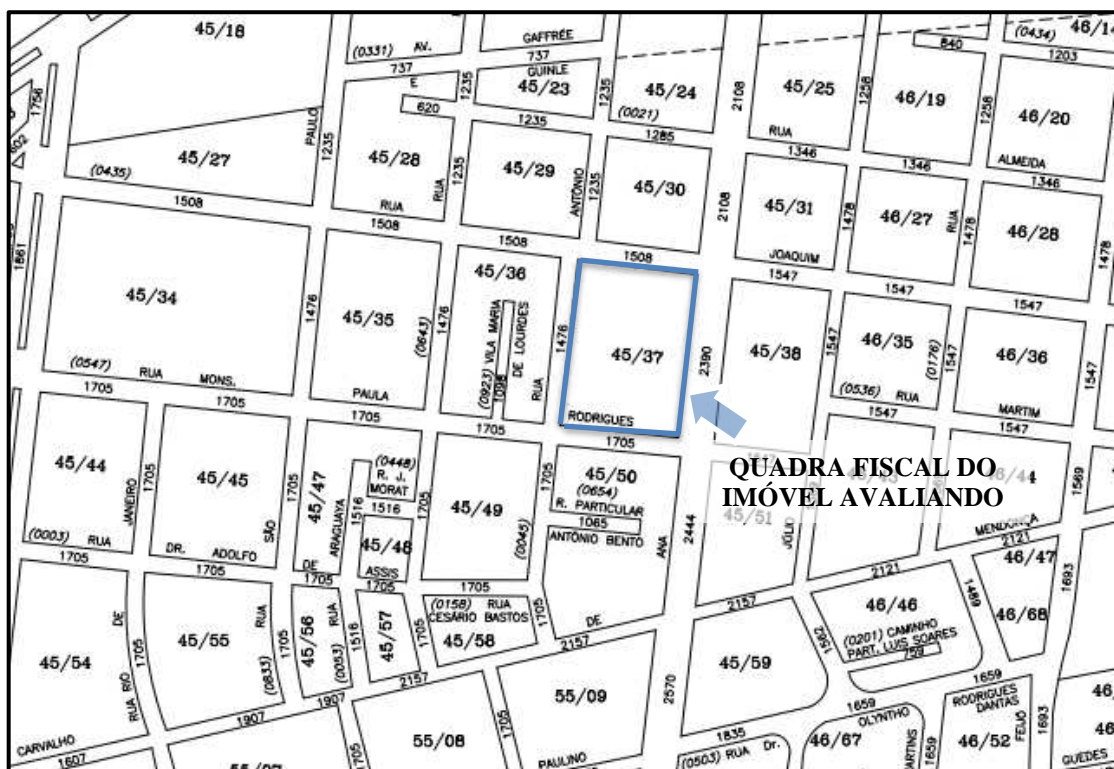 45/18
(0331) AV.
GAFFRÉE
737
840
(0434)
46/14
1203
1756
737
E
GUINLE
1235
45/23
1235
45/24
(0021)
2108
45/25
1258
46/19
1258
46/20
620
602
PAULO
1235
1235
1285
RUA
1346
1346
ALMEIDA
1346
45/27
(0435)
45/28
1235
45/29
ANTÔNIO
1235
45/30
RUA
RUA
1508
1508
1508
1508
2108
45/31
1478
46/27
RUA
1478
46/28
1478
JOAQUIM
1547
1547
1547
1861
45/34
1476
45/35
(0643)
1476
45/36
(0923) VILA MARIA
DE LOURDES
1098
RUA
1476
45/37
2390
45/38
1547
46/35
(0176)
1547
46/36
1547
(0547)
RUA
MONS.
PAULA
RODRIGUES
(0536) RUA
MARTIM
1705
1705
1705
1705
1705
1547
1547
1547
QUADRA FISCAL DO
IMÓVEL AVALIANDO
45/44
1705
45/45
1705
45/47
(0448)
R. J.
MORAT
1516
1516
1705
45/49
1705
45/50
(0654)
R. PARTICULAR
1065
ANTÔNIO BENTO
ANA
2444
45/51
JÚLIO
1569
JANEIRO
SÃO
ARAGUAYA
45/48
(0045)
MENDONÇA
2121
2121
46/47
1693
(0003) RUA
DR. ADOLFO
DE
ASSIS
1705
1705
1705
1705
1705
45/54
DE
1705
45/55
RUA
(0833)
1705
45/56
(0053) RUA
1516
45/57
1705
(0158) RUA
CESÁRIO BASTOS
45/58
1705
DE
2157
2157
45/59
1502
46/46
(0201) CAMINHO
PART. LUIS SOARES
759
1489
46/68
RUA RIO
2157
1907
1907
CARVALHO
1607
1705
55/08
1705
55/09
PAULINO
2570
1835
(0503) RUA Dr.
1659
OLYNTHO
46/67
1659
1659
RODRIGUES
DANTAS
46/52
FEIJO
1693
46/
46
GUEDES